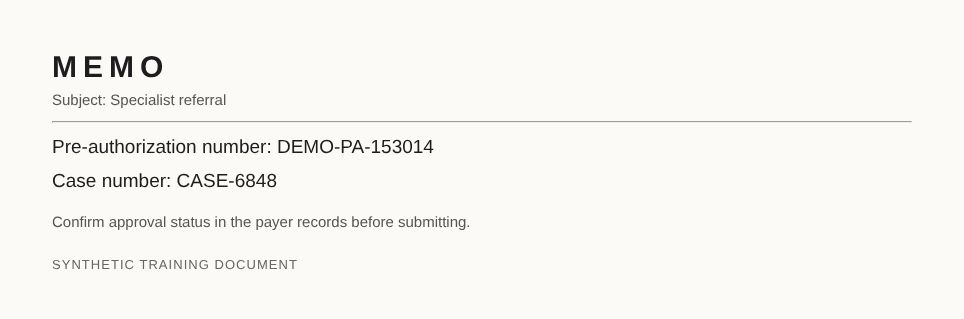 MEMO
Subject: Specialist referral
Pre-authorization number: DEMO-PA-153014
Case number: CASE-6848
Confirm approval status in the payer records before submitting.
SYNTHETIC TRAINING DOCUMENT